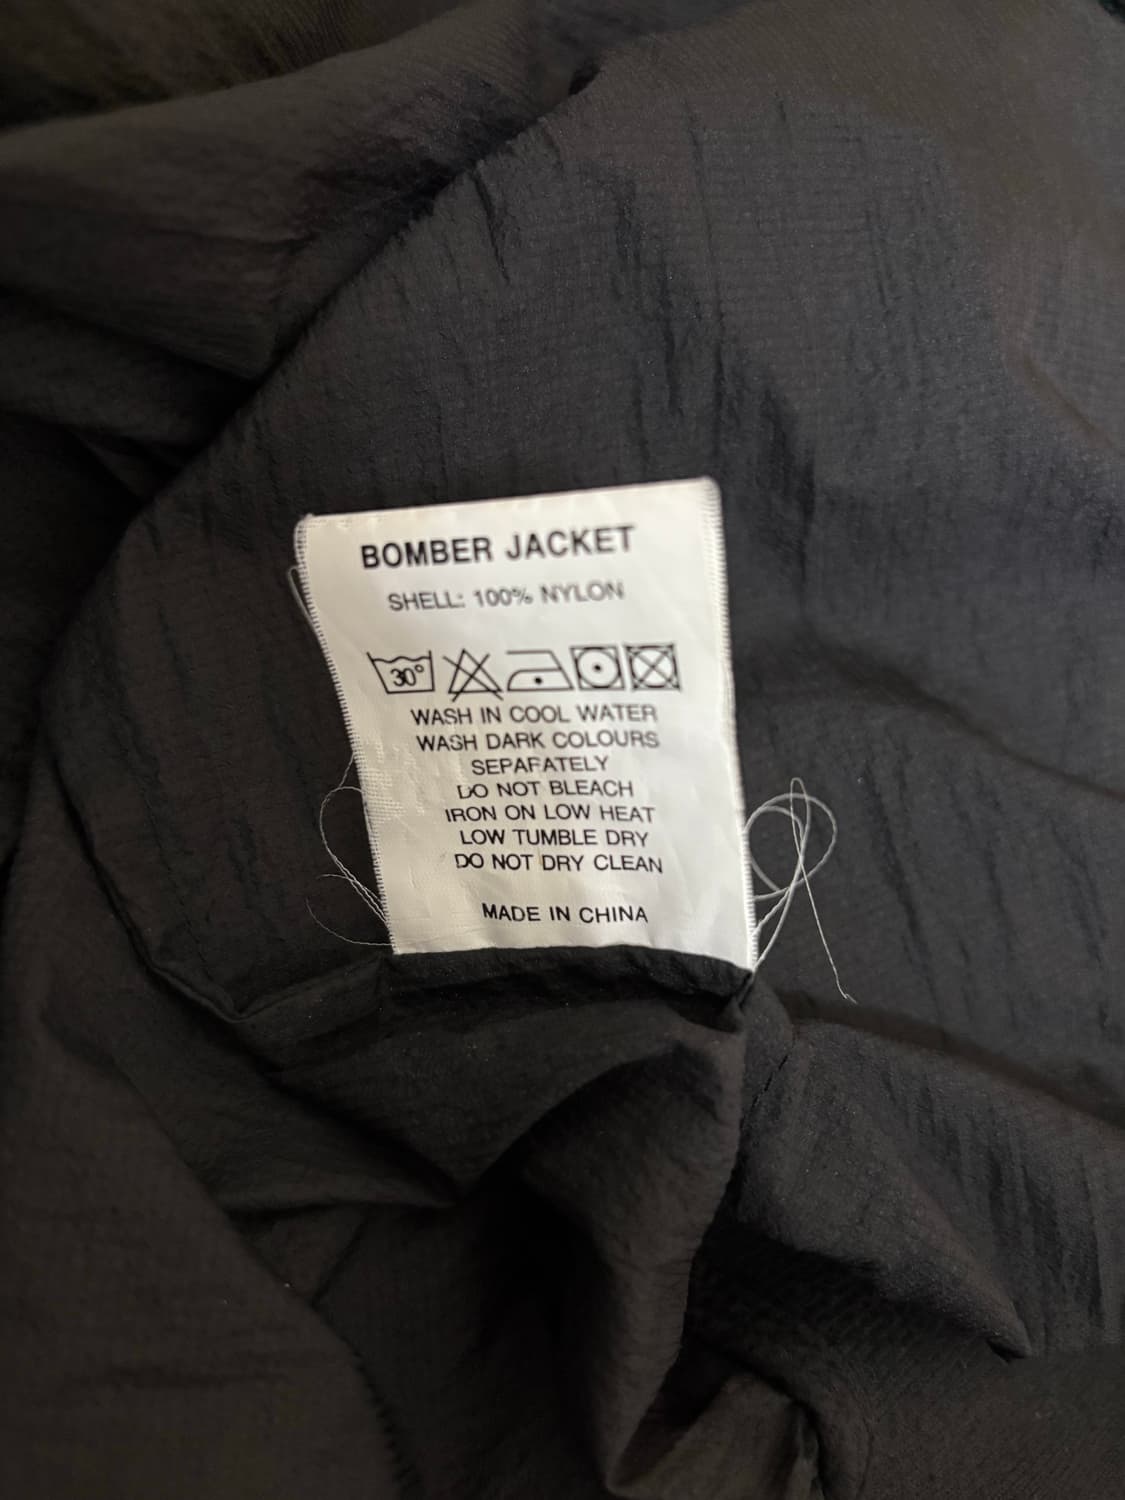 BOMBER JACKET
SHELL: 100% NYLON
30°
WASH IN COOL WATER
WASH DARK COLOURS
SEPARATELY
DO NOT BLEACH
IRON ON LOW HEAT
LOW TUMBLE DRY
DO NOT DRY CLEAN
MADE IN CHINA